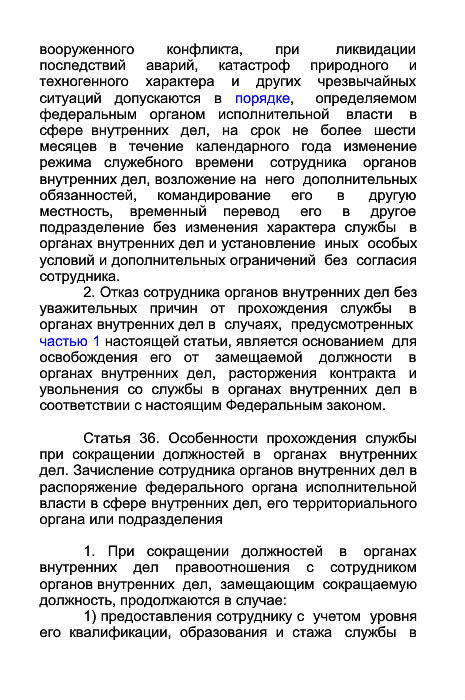 вооруженного конфликта, при ликвидации
последствий аварий, катастроф природного и
техногенного характера и других чрезвычайных
ситуаций допускаются в порядке, определяемом
федеральным органом исполнительной власти в
сфере внутренних дел, на срок не более шести
месяцев в течение календарного года изменение
режима служебного времени сотрудника органов
внутренних дел, возложение на него дополнительных
обязанностей, командирование его в другую
местность, временный перевод его в другое
подразделение без изменения характера службы в
органах внутренних дел и установление иных особых
условий и дополнительных ограничений без согласия
сотрудника.
2. Отказ сотрудника органов внутренних дел без
уважительных причин от прохождения службы в
органах внутренних дел в случаях, предусмотренных
частью 1 настоящей статьи, является основанием для
освобождения его от замещаемой должности в
органах внутренних дел, расторжения контракта и
увольнения со службы в органах внутренних дел в
соответствии с настоящим Федеральным законом.
Статья 36. Особенности прохождения службы
при сокращении должностей в органах внутренних
дел. Зачисление сотрудника органов внутренних дел в
распоряжение федерального органа исполнительной
власти в сфере внутренних дел, его территориального
органа или подразделения
1. При сокращении должностей в органах
внутренних дел правоотношения с сотрудником
органов внутренних дел, замещающим сокращаемую
должность, продолжаются в случае:
1) предоставления сотруднику с учетом уровня
его квалификации, образования и стажа службы в